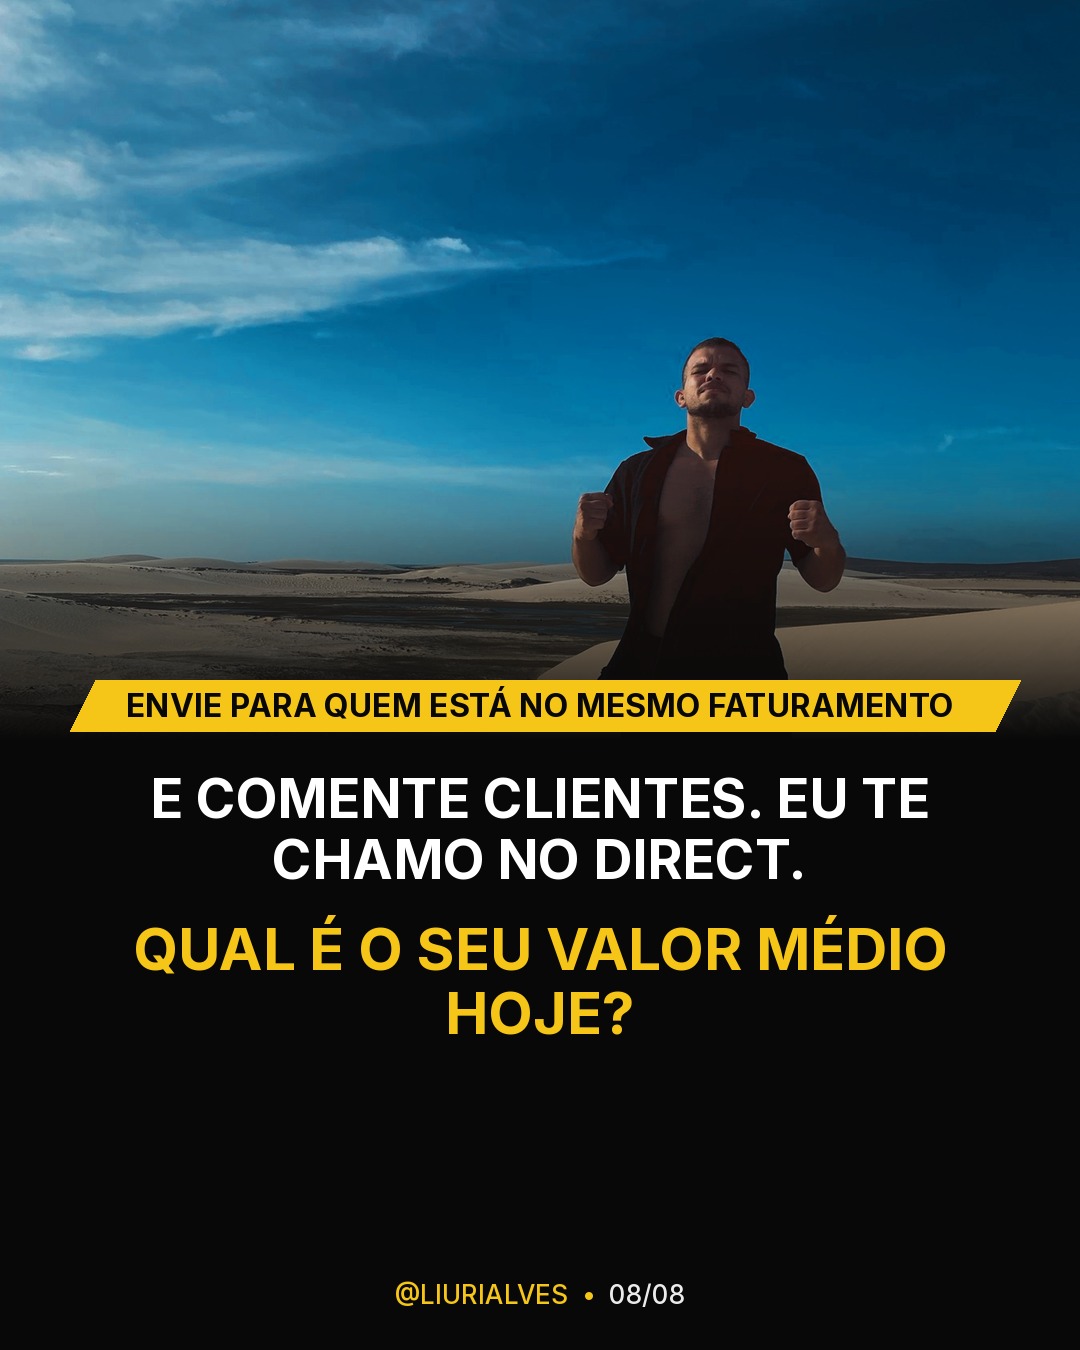 ENVIE PARA QUEM ESTÁ NO MESMO FATURAMENTO
E COMENTE CLIENTES. EU TE
CHAMO NO DIRECT.
QUAL É O SEU VALOR MÉDIO
HOJE?
@LIURIALVES • 08/08